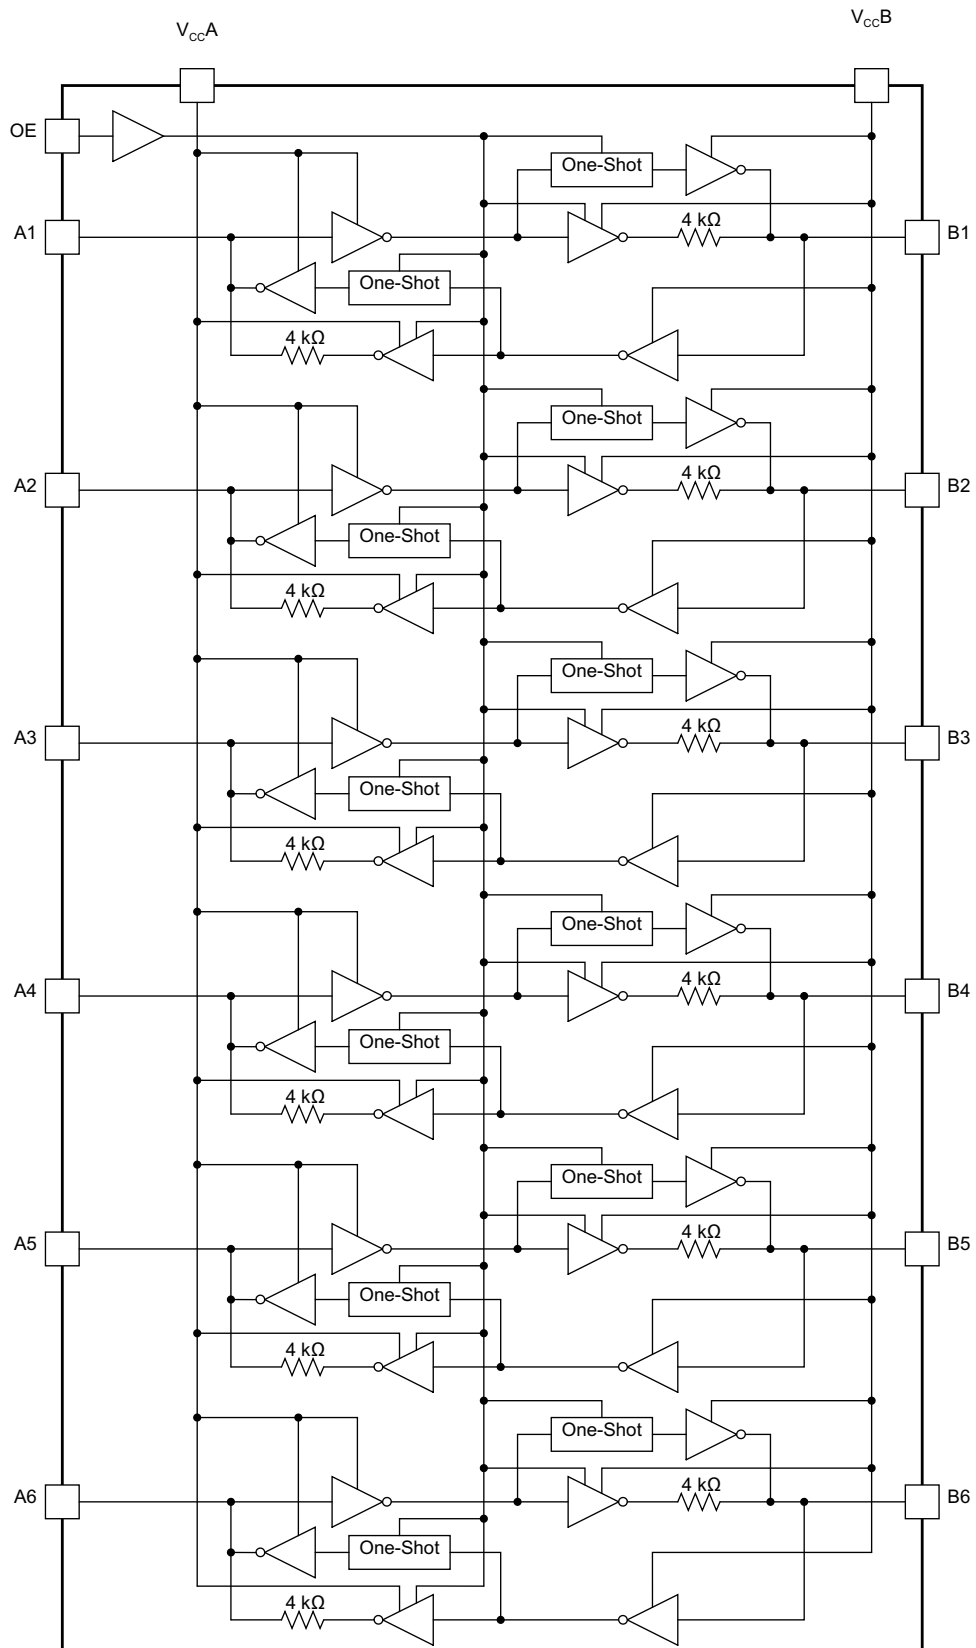 VCCA
VCCB
OE
One-Shot
A1
4 kΩ
B1
One-Shot
4 kΩ
One-Shot
A2
4 kΩ
B2
One-Shot
4 kΩ
One-Shot
A3
4 kΩ
B3
One-Shot
4 kΩ
One-Shot
A4
4 kΩ
B4
One-Shot
4 kΩ
One-Shot
A5
4 kΩ
B5
One-Shot
4 kΩ
One-Shot
A6
4 kΩ
B6
One-Shot
4 kΩ